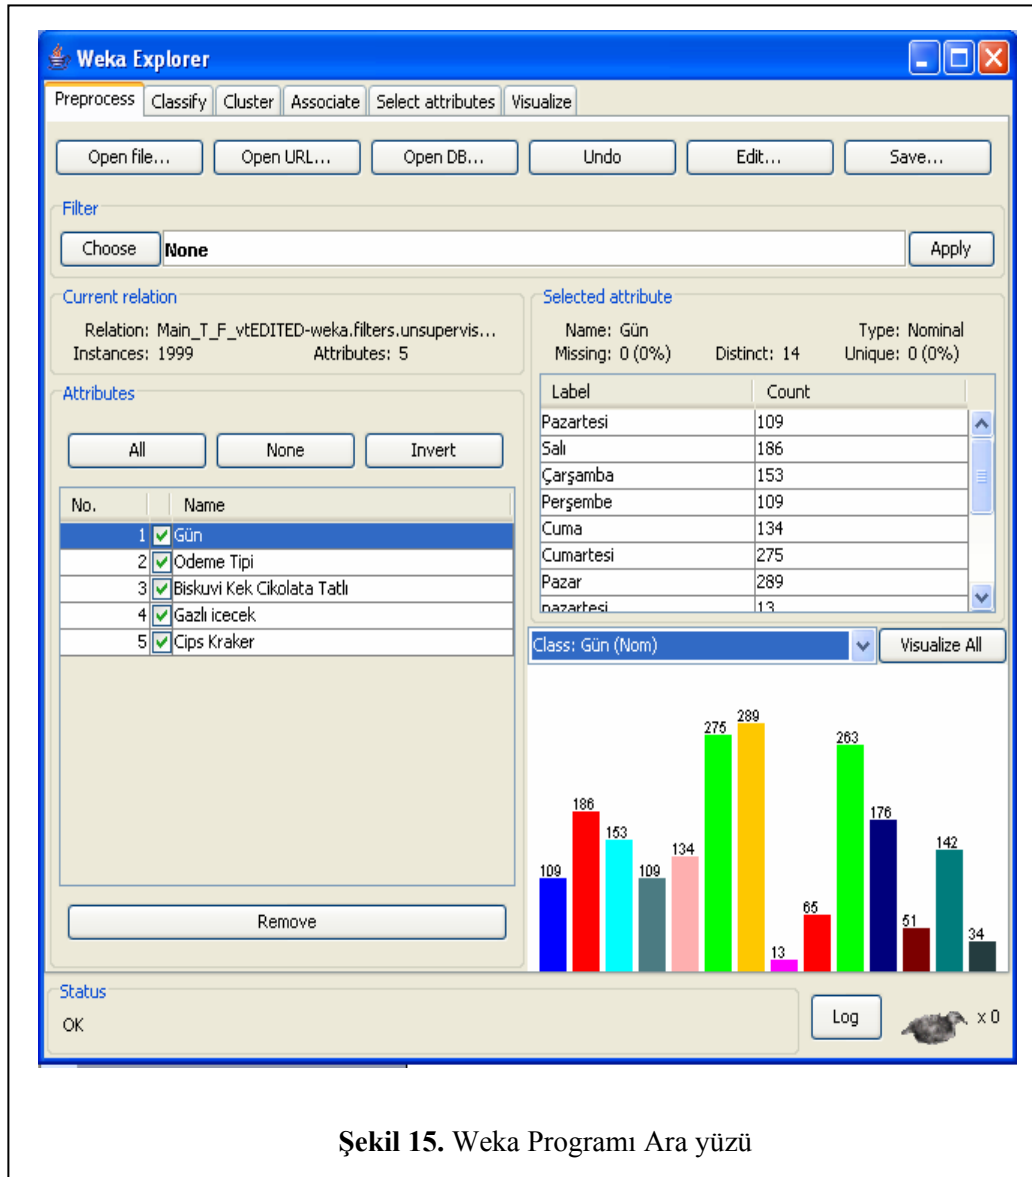 Weka Explorer
Preprocess Classify Cluster Associate Select attributes Visualize
Open file... Open URL... Open DB... Undo Edit... Save...
Filter
Choose None Apply
Current relation
Relation: Main_T_F_vtEDITED-weka.filters.unsupervis...
Instances: 1999 Attributes: 5
Attributes
All None Invert
No. Name
1 Gün
2 Odeme Tipi
3 Biskuvi Kek Cikolata Tatlı
4 Gazlı icecek
5 Cips Kraker
Remove
Selected attribute
Name: Gün Type: Nominal
Missing: 0 (0%) Distinct: 14 Unique: 0 (0%)
Label Count
Pazartesi 109
Salı 186
Çarşamba 153
Perşembe 109
Cuma 134
Cumartesi 275
Pazar 289
pazartesi 13
Class: Gün (Nom) Visualize All
109 186 153 109 134 275 289 13 65 263 176 51 142 34
Status
OK
Log x 0
Şekil 15. Weka Programı Ara yüzü